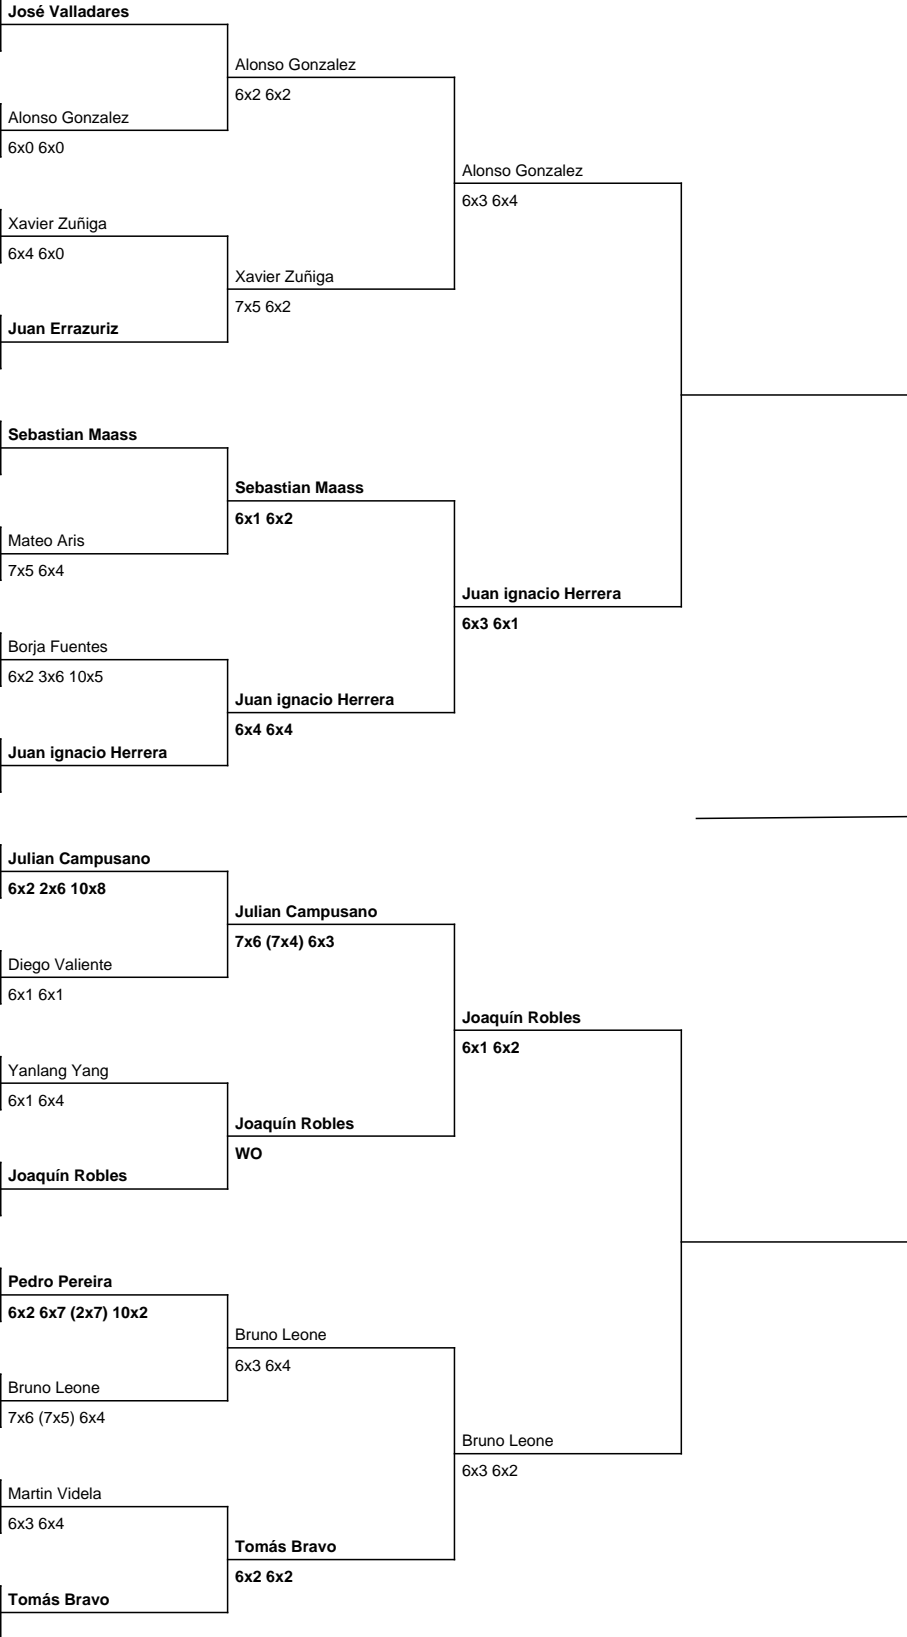 José Valladares
Alonso Gonzalez
6x2 6x2
Alonso Gonzalez
6x0 6x0
Alonso Gonzalez
6x3 6x4
Xavier Zuñiga
6x4 6x0
Xavier Zuñiga
7x5 6x2
Juan Errazuriz
Sebastian Maass
Sebastian Maass
6x1 6x2
Mateo Aris
7x5 6x4
Juan ignacio Herrera
6x3 6x1
Borja Fuentes
6x2 3x6 10x5
Juan ignacio Herrera
6x4 6x4
Juan ignacio Herrera
Julian Campusano
6x2 2x6 10x8
Julian Campusano
7x6 (7x4) 6x3
Diego Valiente
6x1 6x1
Joaquín Robles
6x1 6x2
Yanlang Yang
6x1 6x4
Joaquín Robles
WO
Joaquín Robles
Pedro Pereira
6x2 6x7 (2x7) 10x2
Bruno Leone
6x3 6x4
Bruno Leone
7x6 (7x5) 6x4
Bruno Leone
6x3 6x2
Martin Videla
6x3 6x4
Tomás Bravo
6x2 6x2
Tomás Bravo